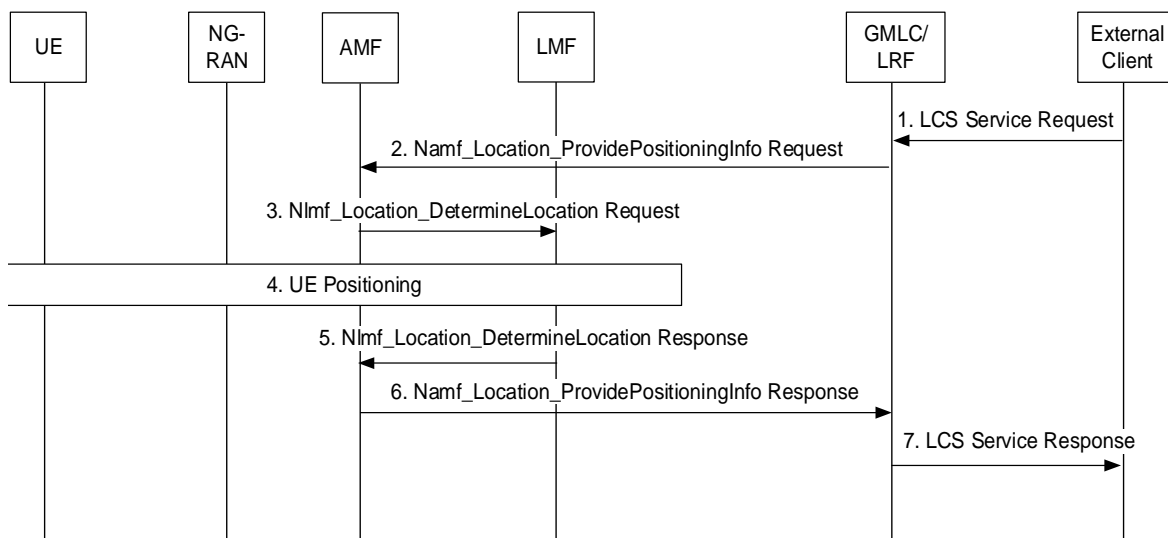 UE
NG-
RAN
AMF
LMF
GMLC/
LRF
External
Client
1. LCS Service Request
2. Namf_Location_ProvidePositioningInfo Request
3. Nlmf_Location_DetermineLocation Request
4. UE Positioning
5. Nlmf_Location_DetermineLocation Response
6. Namf_Location_ProvidePositioningInfo Response
7. LCS Service Response